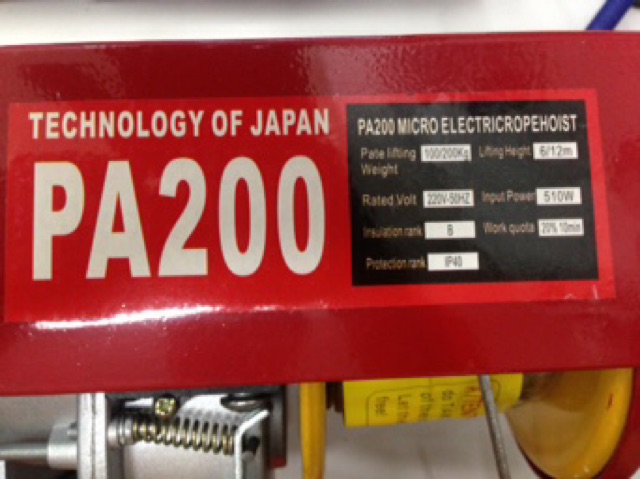 TECHNOLOGY OF JAPAN
PA200
PA200 MICRO ELECTRICROPEHOIST
Pate lifting Weight 100/200Kg Lifting Height 6/12m
Rated Volt 220V-50HZ Input Power 510W
Insulation rank B Work quota 20% 10min
Protection rank IP40